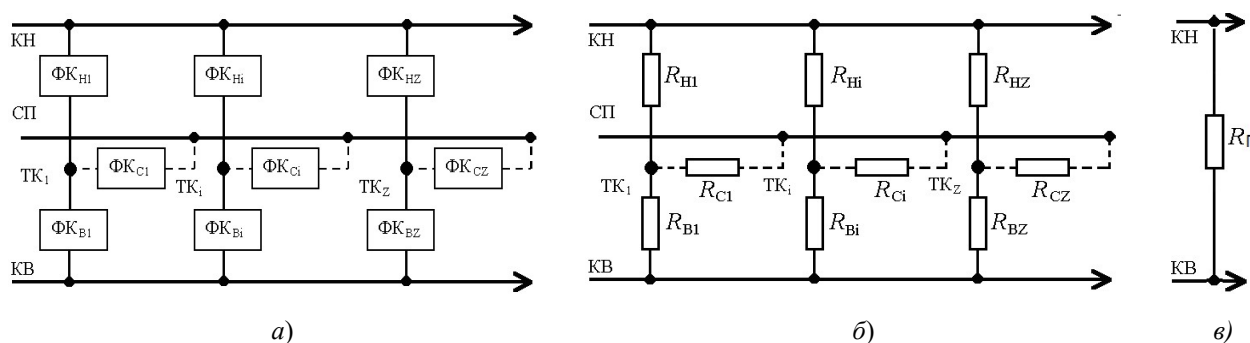 КН КН КН
ФКН1 ФКНi ФКНZ RН1 RНi RНZ
СП СП RП
ФКС1 ФКСi ФКСZ
ТК1 ТКi ТКZ ТК1 RС1 ТКi RСi ТКZ RСZ
ФКВ1 ФКВi ФКВZ RВ1 RВi RВZ
КВ КВ КВ
а) б) в)